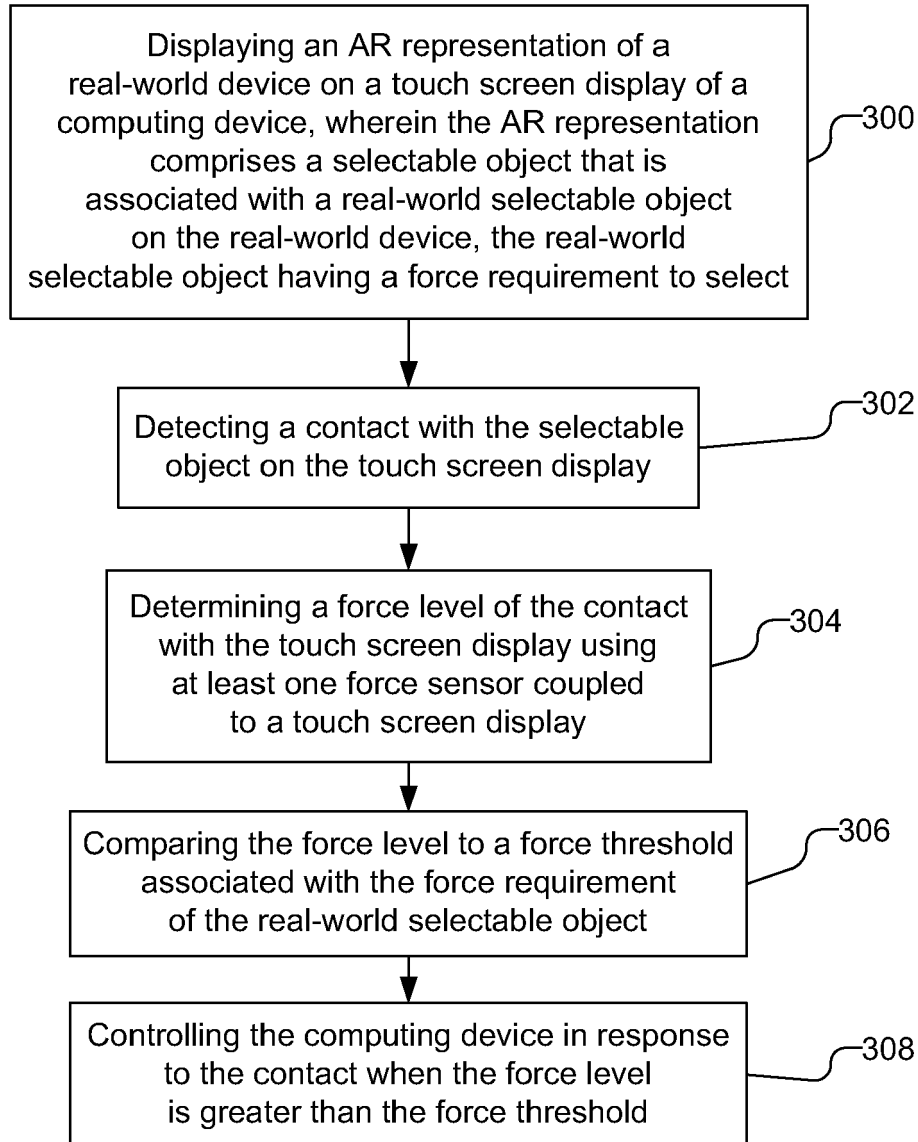 Displaying an AR representation of a
real-world device on a touch screen display of a
computing device, wherein the AR representation
comprises a selectable object that is
associated with a real-world selectable object
on the real-world device, the real-world
selectable object having a force requirement to select
300
Detecting a contact with the selectable
object on the touch screen display
302
Determining a force level of the contact
with the touch screen display using
at least one force sensor coupled
to a touch screen display
304
Comparing the force level to a force threshold
associated with the force requirement
of the real-world selectable object
306
Controlling the computing device in response
to the contact when the force level
is greater than the force threshold
308